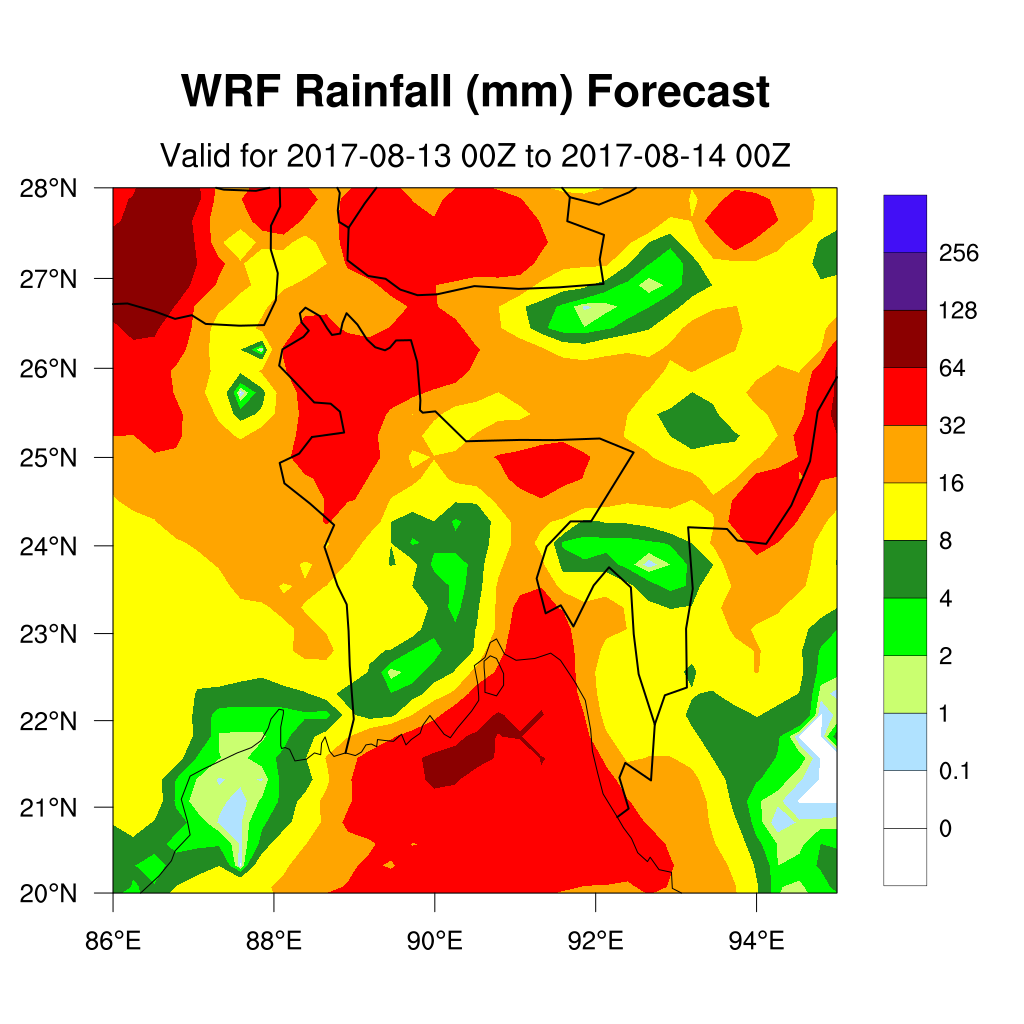 WRF Rainfall (mm) Forecast
Valid for 2017-08-13 00Z to 2017-08-14 00Z
28°N
27°N
26°N
25°N
24°N
23°N
22°N
21°N
20°N
86°E
88°E
90°E
92°E
94°E
256
128
64
32
16
8
4
2
1
0.1
0